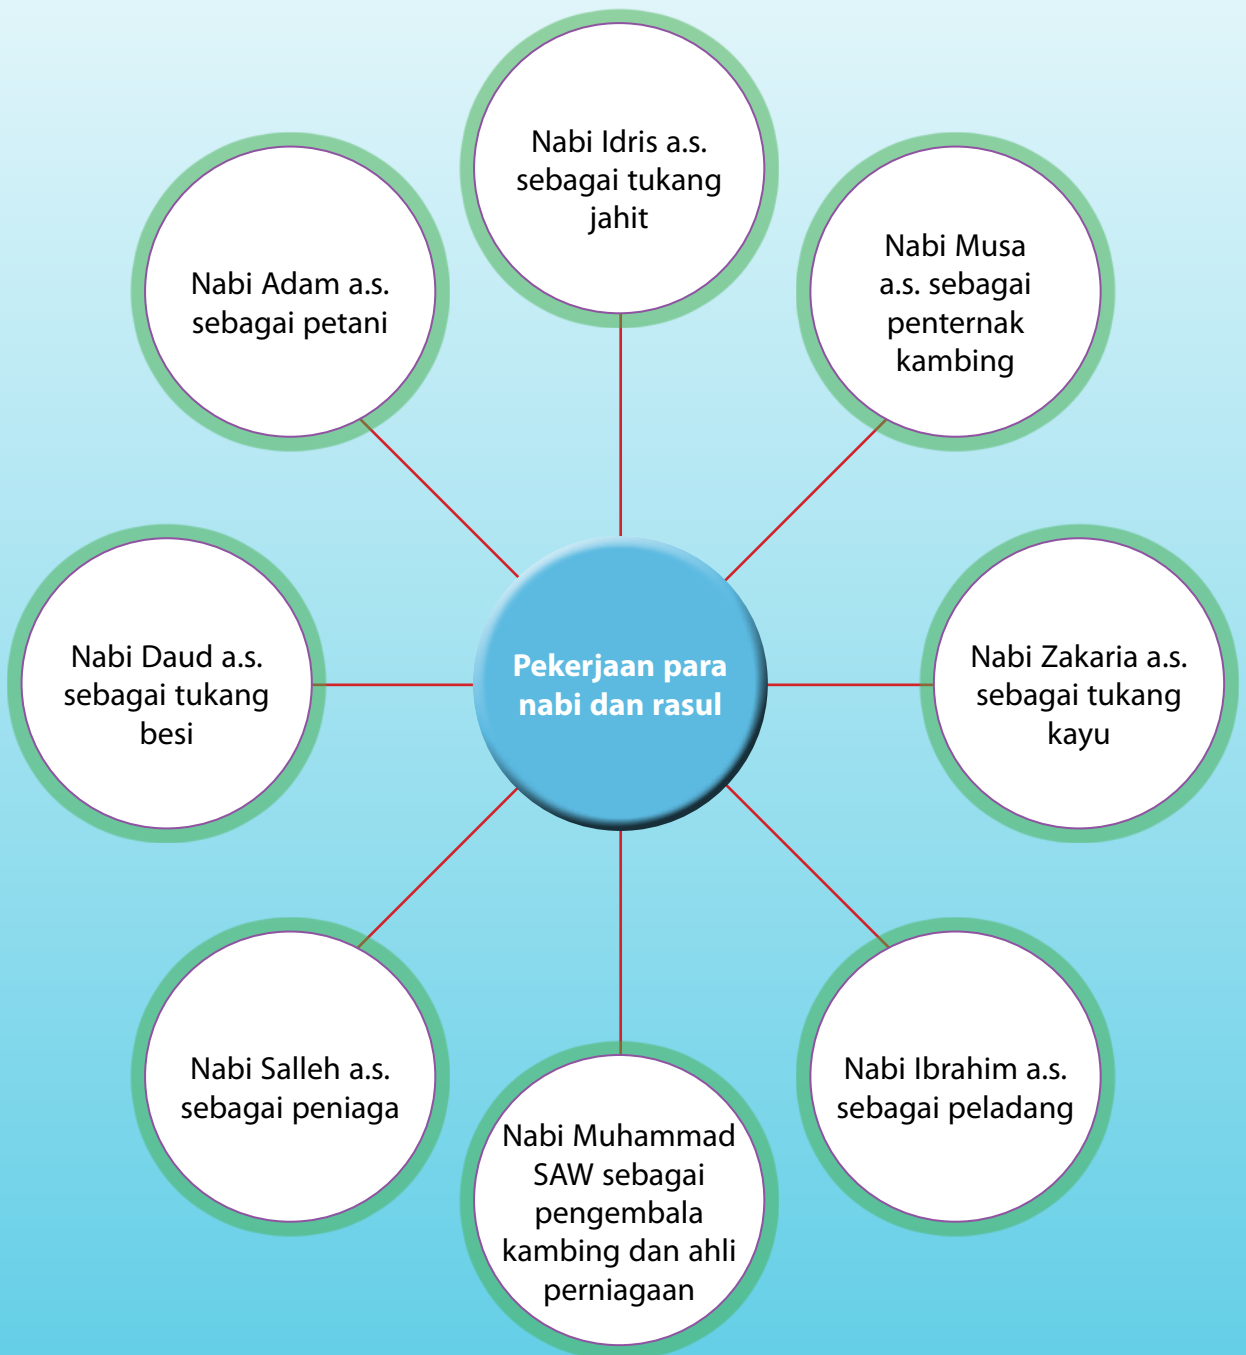 Nabi Idris a.s.
sebagai tukang
jahit
Nabi Musa
a.s. sebagai
penternak
kambing
Nabi Zakaria a.s.
sebagai tukang
kayu
Nabi Ibrahim a.s.
sebagai peladang
Nabi Muhammad
SAW sebagai
pengembala
kambing dan ahli
perniagaan
Nabi Salleh a.s.
sebagai peniaga
Nabi Daud a.s.
sebagai tukang
besi
Nabi Adam a.s.
sebagai petani
Pekerjaan para
nabi dan rasul